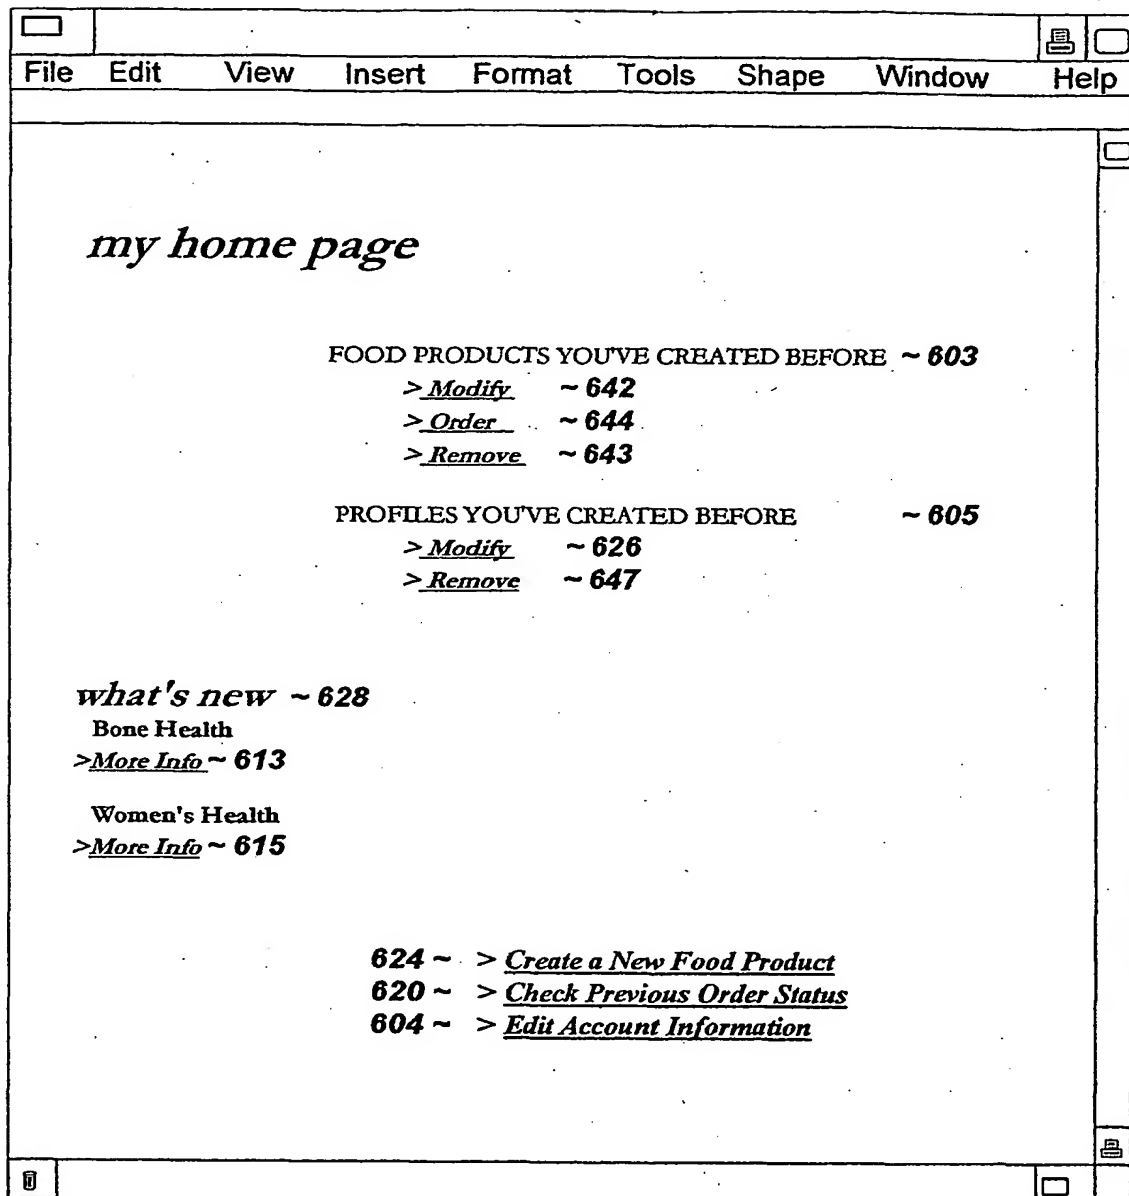 File Edit View Insert Format Tools Shape Window Help
my home page
FOOD PRODUCTS YOU'VE CREATED BEFORE ~ 603
> Modify ~ 642
> Order ~ 644
> Remove ~ 643
PROFILES YOU'VE CREATED BEFORE ~ 605
> Modify ~ 626
> Remove ~ 647
what's new ~ 628
Bone Health
>More Info ~ 613
Women's Health
>More Info ~ 615
624 ~ > Create a New Food Product
620 ~ > Check Previous Order Status
604 ~ > Edit Account Information